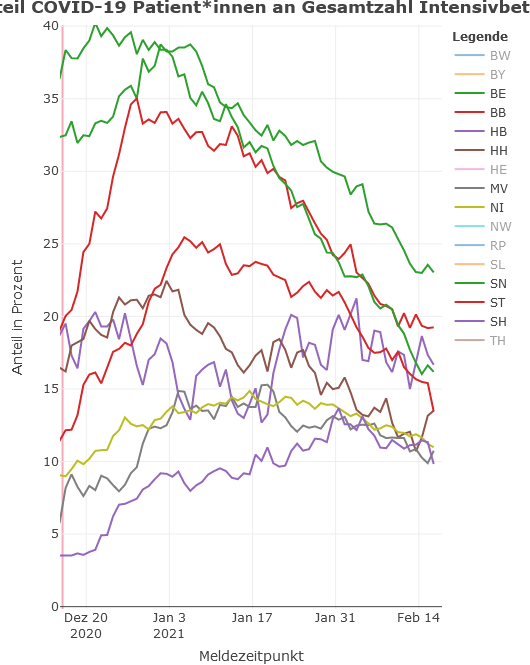 teil COVID-19 Patient*innen an Gesamtzahl Intensivbet
Legende
BW
BY
BE
BB
HB
HH
HE
MV
NI
NW
RP
SL
SN
ST
SH
TH
40
35
30
25
20
15
10
5
0
Anteil in Prozent
Dez 20 Jan 3 Jan 17 Jan 31 Feb 14
2020 2021
Meldezeitpunkt